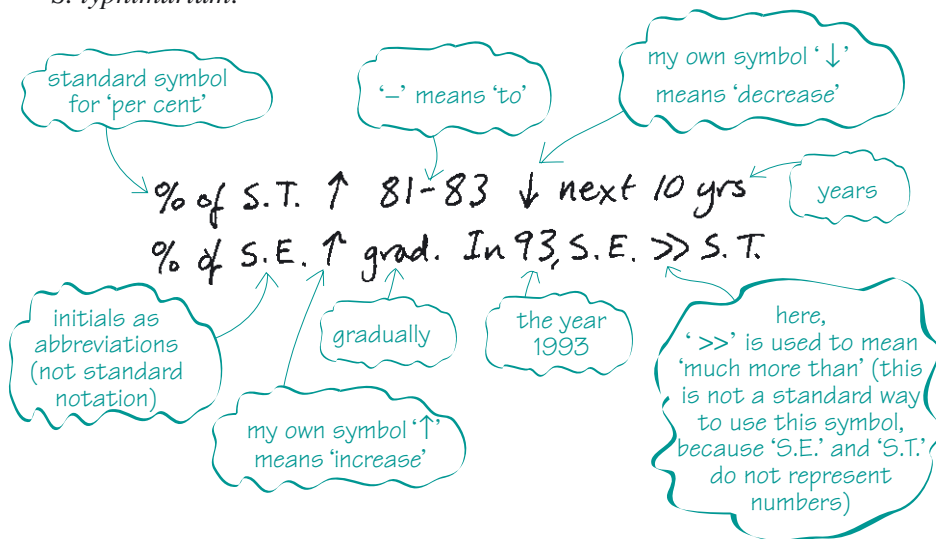 S. typhimurium.
standard symbol
for 'per cent'
'–' means 'to'
my own symbol '↓'
means 'decrease'
% of S.T. ↑ 81–83 ↓ next 10 yrs
years
% of S.E. ↑ grad. In 93, S.E. >> S.T.
initials as
abbreviations
(not standard
notation)
gradually
the year
1993
my own symbol '↑'
means 'increase'
here,
' >>' is used to mean
'much more than' (this
is not a standard way
to use this symbol,
because 'S.E.' and 'S.T.'
do not represent
numbers)